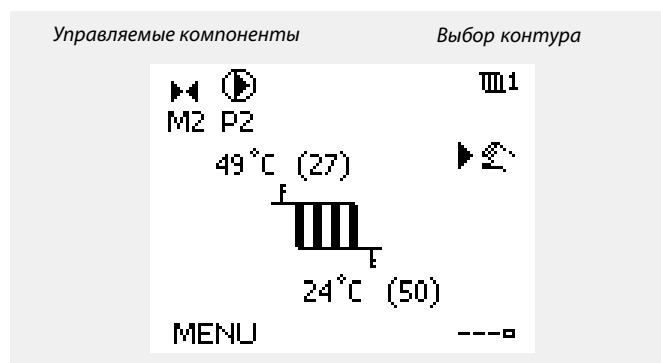 Управляемые компоненты Выбор контура
1
M2 P2
49°C (27)
24°C (50)
MENU ---